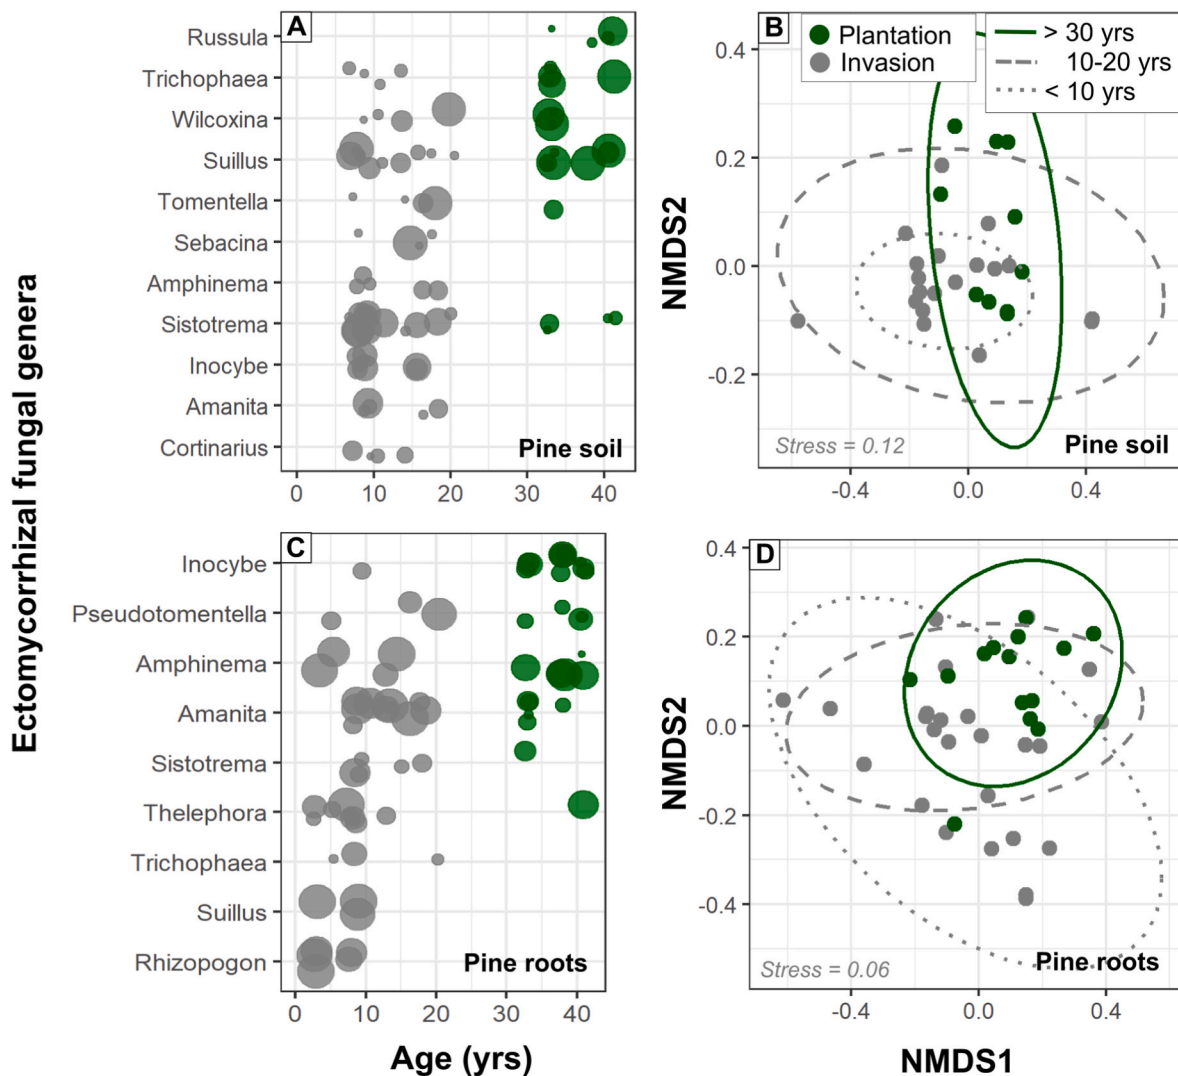 Ectomycorrhizal fungal genera
A
Russula
Trichophaea
Wilcoxina
Suillus
Tomentella
Sebacina
Amphinema
Sistotrema
Inocybe
Amanita
Cortinarius
Pine soil
0 10 20 30 40
B
Plantation
Invasion
> 30 yrs
10-20 yrs
< 10 yrs
NMDS2
0.4
0.2
0.0
-0.2
Stress = 0.12
Pine soil
-0.4 0.0 0.4
C
Inocybe
Pseudotomentella
Amphinema
Amanita
Sistotrema
Thelephora
Trichophaea
Suillus
Rhizopogon
Pine roots
0 10 20 30 40
Age (yrs)
D
NMDS2
0.4
0.2
0.0
-0.2
-0.4
Stress = 0.06
Pine roots
-0.4 0.0 0.4
NMDS1